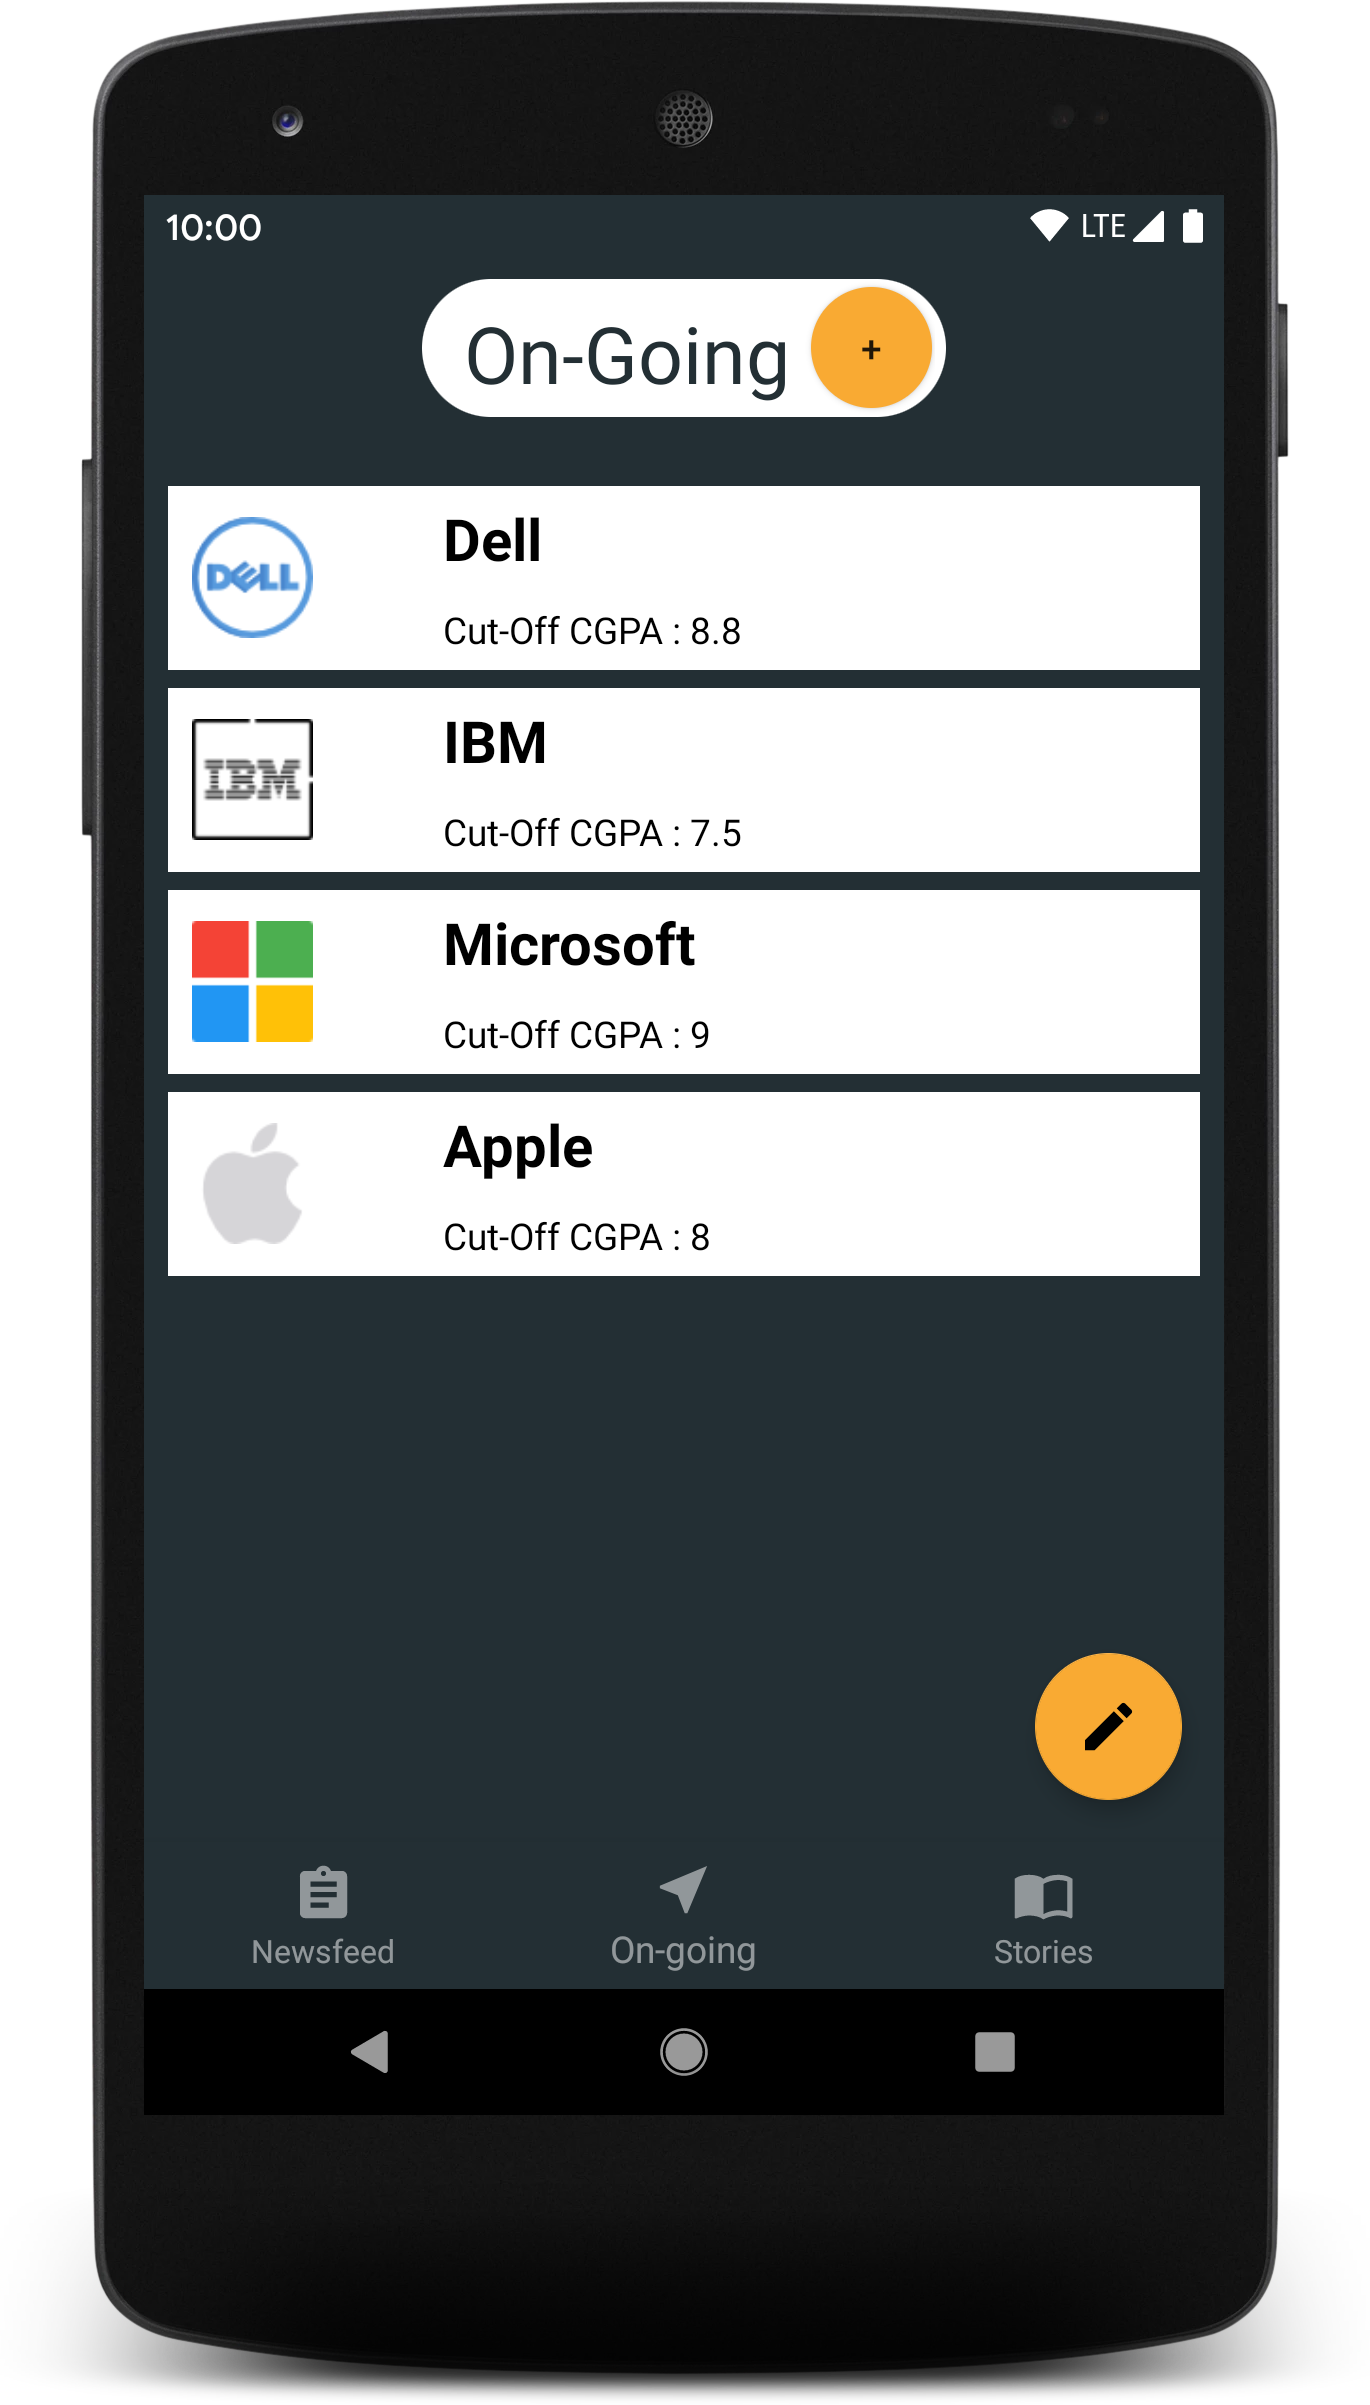 10:00 LTE
On-Going +
DELL
Dell
Cut-Off CGPA : 8.8
IBM
IBM
Cut-Off CGPA : 7.5
Microsoft
Cut-Off CGPA : 9
Apple
Cut-Off CGPA : 8
Newsfeed On-going Stories